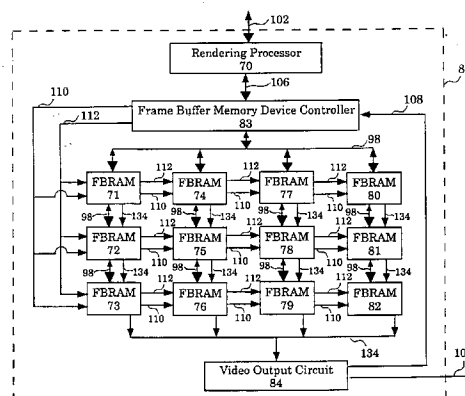 102
Rendering Processor
70
110
106
8
112
Frame Buffer Memory Device Controller
83
108
98
112 112 112
FBRAM FBRAM FBRAM FBRAM
71 74 77 80
110 110 110
98 134 98 134 98 134 98 134
112 112 112
FBRAM FBRAM FBRAM FBRAM
72 75 78 81
110 110 110
98 134 98 134 98 134 98 134
112 112 112
FBRAM FBRAM FBRAM FBRAM
73 76 79 82
110 110 110
134
Video Output Circuit
84
10